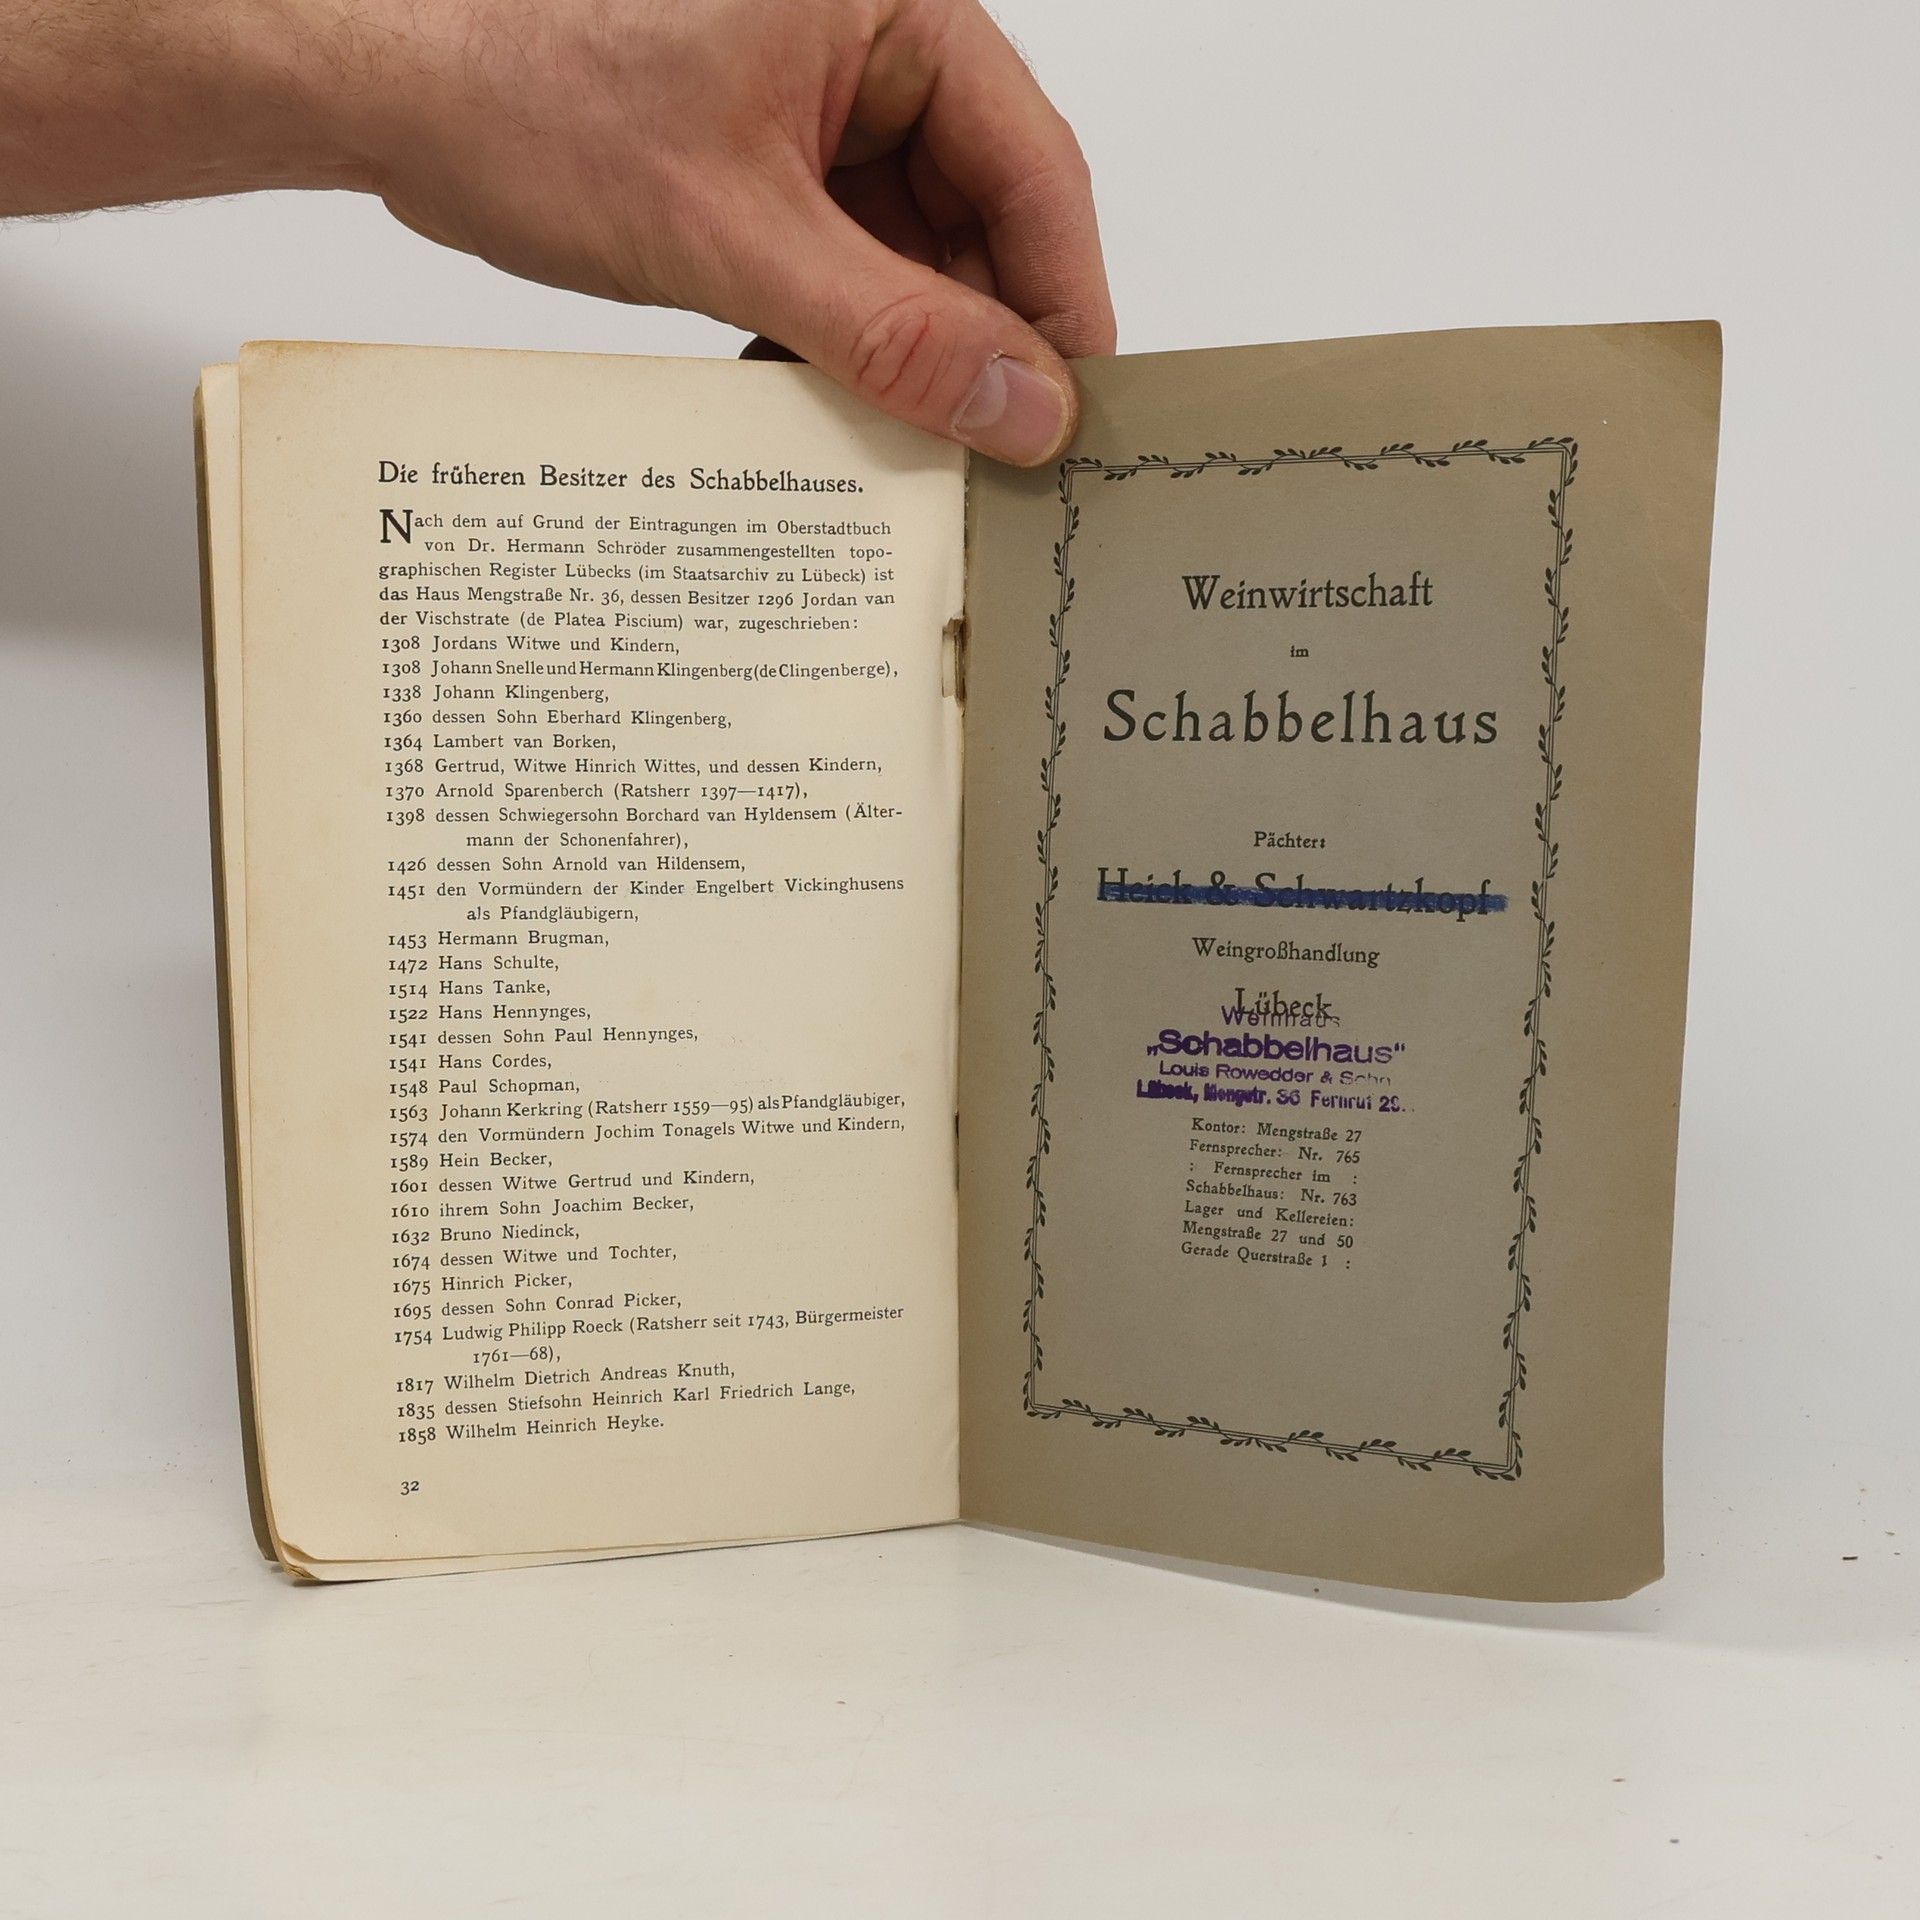 Die früheren Besitzer des Schabbelhauses.
Nach dem auf Grund der Eintragungen im Oberstadtbuch
von Dr. Hermann Schröder zusammengestellten topo-
graphischen Register Lübecks (im Staatsarchiv zu Lübeck) ist
das Haus Mengstraße Nr. 36, dessen Besitzer 1296 Jordan van
der Vischstrate (de Platea Piscium) war, zugeschrieben:
1308 Jordans Witwe und Kindern,
1308 Johann Snelle und Hermann Klingenberg (de Clingenberge),
1338 Johann Klingenberg,
1360 dessen Sohn Eberhard Klingenberg,
1364 Lambert van Borken,
1368 Gertrud, Witwe Hinrich Wittes, und dessen Kindern,
1370 Arnold Sparenberch (Ratsherr 1397—1417),
1398 dessen Schwiegersohn Borchard van Hyldensem (Älter-
mann der Schonenfahrer),
1426 dessen Sohn Arnold van Hildensem,
1451 den Vormündern der Kinder Engelbert Vickinghusens
als Pfandgläubigern,
1453 Hermann Brugman,
1472 Hans Schulte,
1514 Hans Tanke,
1522 Hans Hennynges,
1541 dessen Sohn Paul Hennynges,
1541 Hans Cordes,
1548 Paul Schopman,
1563 Johann Kerkring (Ratsherr 1559—95) als Pfandgläubiger,
1574 den Vormündern Jochim Tonagels Witwe und Kindern,
1589 Hein Becker,
1601 dessen Witwe Gertrud und Kindern,
1610 ihrem Sohn Joachim Becker,
1632 Bruno Niedinck,
1674 dessen Witwe und Tochter,
1675 Hinrich Picker,
1695 dessen Sohn Conrad Picker,
1754 Ludwig Philipp Roeck (Ratsherr seit 1743, Bürgermeister
1761—68),
1817 Wilhelm Dietrich Andreas Knuth,
1835 dessen Stiefsohn Heinrich Karl Friedrich Lange,
1858 Wilhelm Heinrich Heyke.
32
Weinwirtschaft
im
Schabbelhaus
Pächter:
Heick & Schwartzkopf
Weingroßhandlung
Lübeck
Weinhaus
„Schabbelhaus"
Louis Rowedder & Sohn
Lübeck, Mengstr. 36 Fernruf
Kontor: Mengstraße 27
Fernsprecher: Nr. 765
: Fernsprecher im :
Schabbelhaus: Nr. 763
Lager und Kellereien:
Mengstraße 27 und 50
Gerade Querstraße 1 :